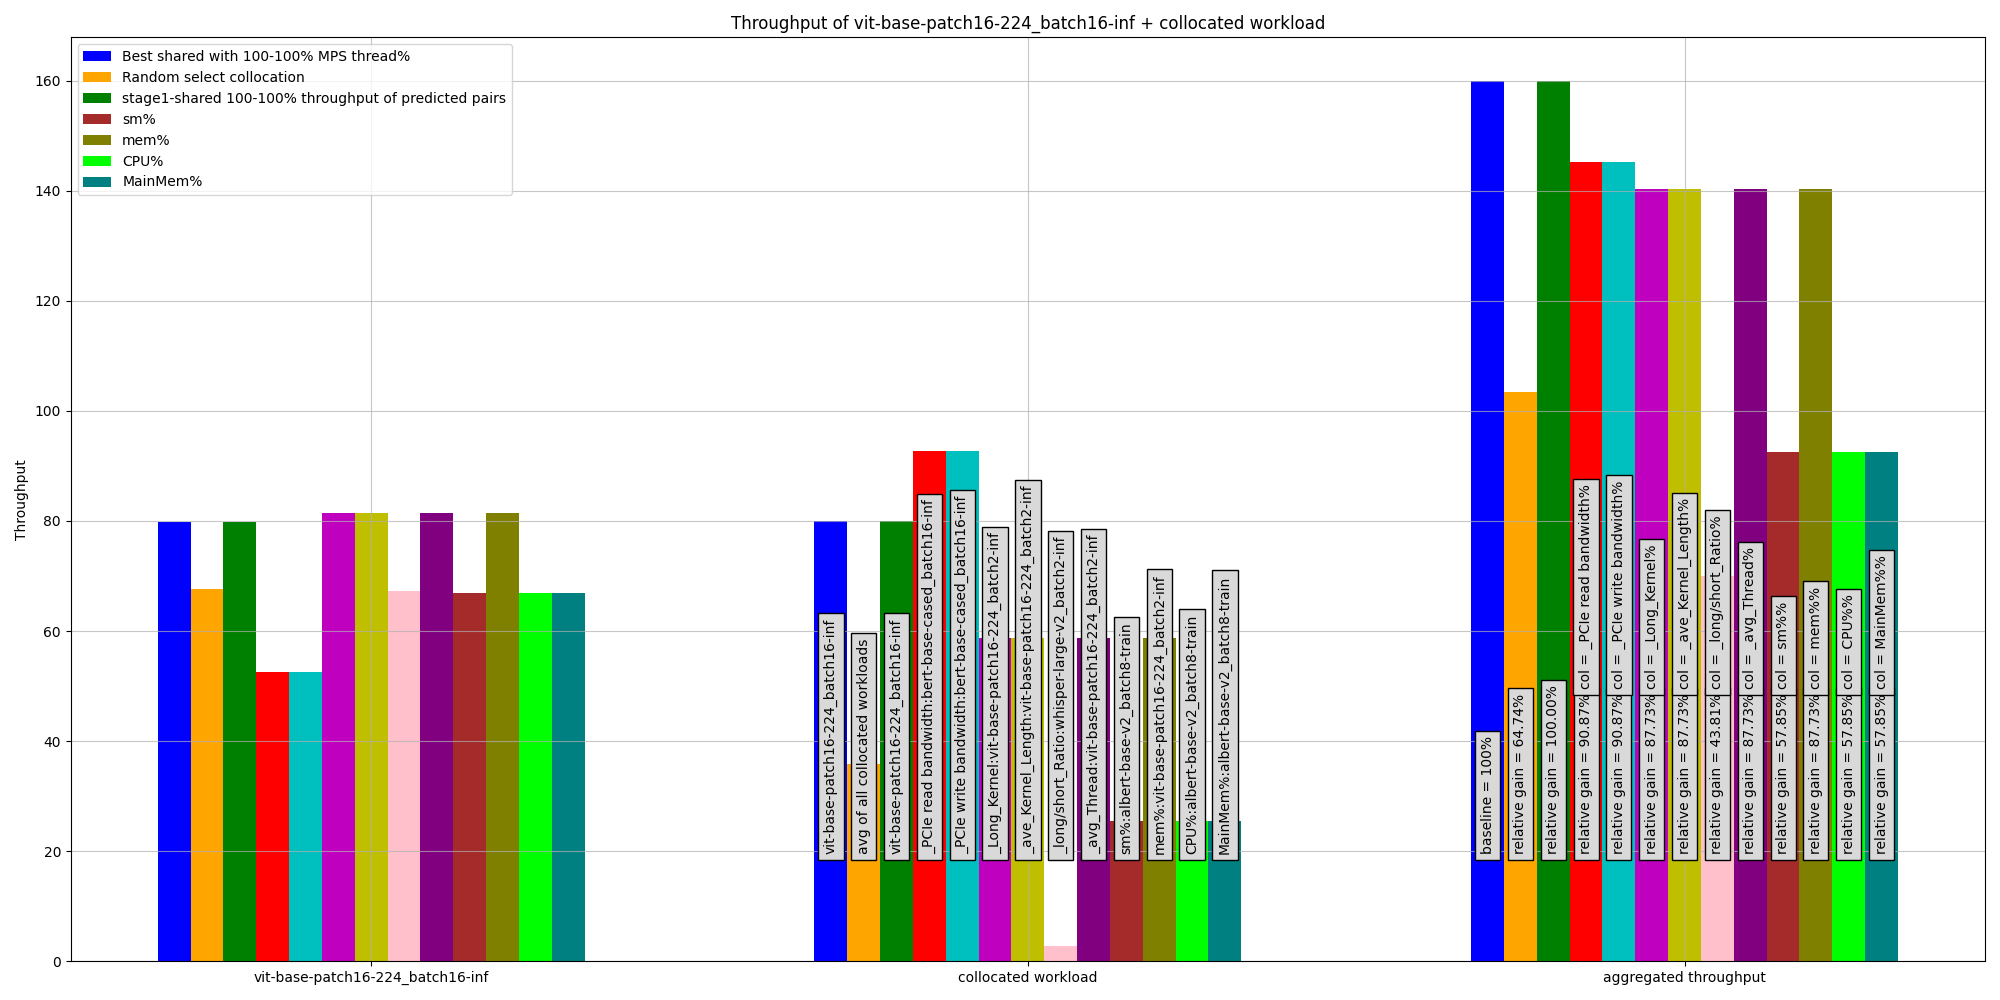 Throughput of vit-base-patch16-224_batch16-inf + collocated workload
Best shared with 100-100% MPS thread%
Random select collocation
stage1-shared 100-100% throughput of predicted pairs
sm%
mem%
CPU%
MainMem%
Throughput
160
140
120
100
80
60
40
20
0
vit-base-patch16-224_batch16-inf
avg of all collocated workloads
vit-base-patch16-224_batch16-inf
_PCIe read bandwidth:bert-base-cased_batch16-inf
_PCIe write bandwidth:bert-base-cased_batch16-inf
_Long_Kernel:vit-base-patch16-224_batch2-inf
_ave_Kernel_Length:vit-base-patch16-224_batch2-inf
_long/short_Ratio:whisper-large-v2_batch2-inf
_avg_Thread:vit-base-patch16-224_batch2-inf
sm%:albert-base-v2_batch8-train
mem%:vit-base-patch16-224_batch2-inf
CPU%:albert-base-v2_batch8-train
MainMem%:albert-base-v2_batch8-train
baseline = 100%
relative gain = 64.74%
relative gain = 100.00%
relative gain = 90.87%
col = _PCIe read bandwidth%
relative gain = 90.87%
col = _PCIe write bandwidth%
relative gain = 87.73%
col = _Long_Kernel%
relative gain = 87.73%
col = _ave_Kernel_Length%
relative gain = 43.81%
col = _long/short_Ratio%
relative gain = 87.73%
col = _avg_Thread%
relative gain = 57.85%
col = sm%%
relative gain = 87.73%
col = mem%%
relative gain = 57.85%
col = CPU%%
relative gain = 57.85%
col = MainMem%%
vit-base-patch16-224_batch16-inf
collocated workload
aggregated throughput